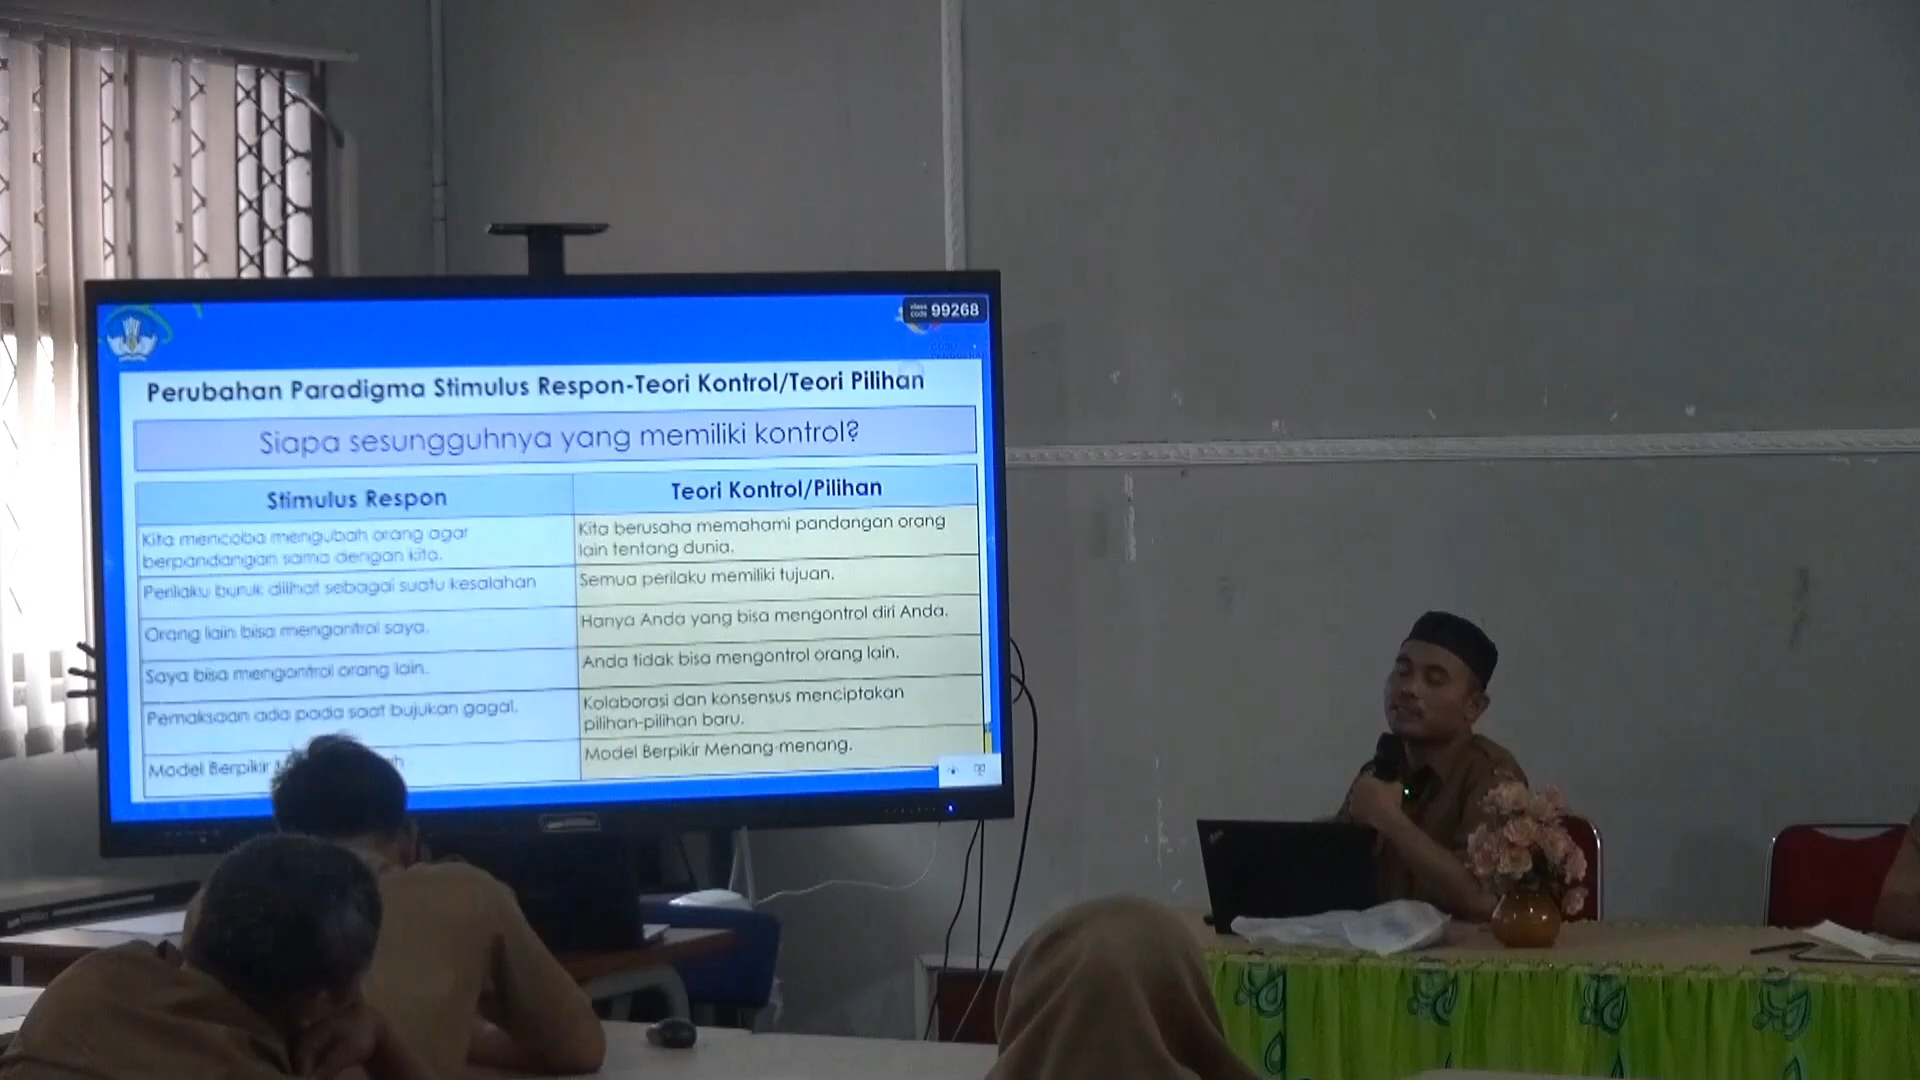 class code 99268
GURU
PENGGERAK
Perubahan Paradigma Stimulus Respon-Teori Kontrol/Teori Pilihan
Siapa sesungguhnya yang memiliki kontrol?
Stimulus Respon
Teori Kontrol/Pilihan
Kita mencoba mengubah orang agar
berpandangan sama dengan kita.
Kita berusaha memahami pandangan orang
lain tentang dunia.
Perilaku buruk dilihat sebagai suatu kesalahan
Semua perilaku memiliki tujuan.
Orang lain bisa mengontrol saya.
Hanya Anda yang bisa mengontrol diri Anda.
Saya bisa mengontrol orang lain.
Anda tidak bisa mengontrol orang lain.
Pemaksaan ada pada saat bujukan gagal.
Kolaborasi dan konsensus menciptakan
pilihan-pilihan baru.
Model Berpikir
Model Berpikir Menang-menang.